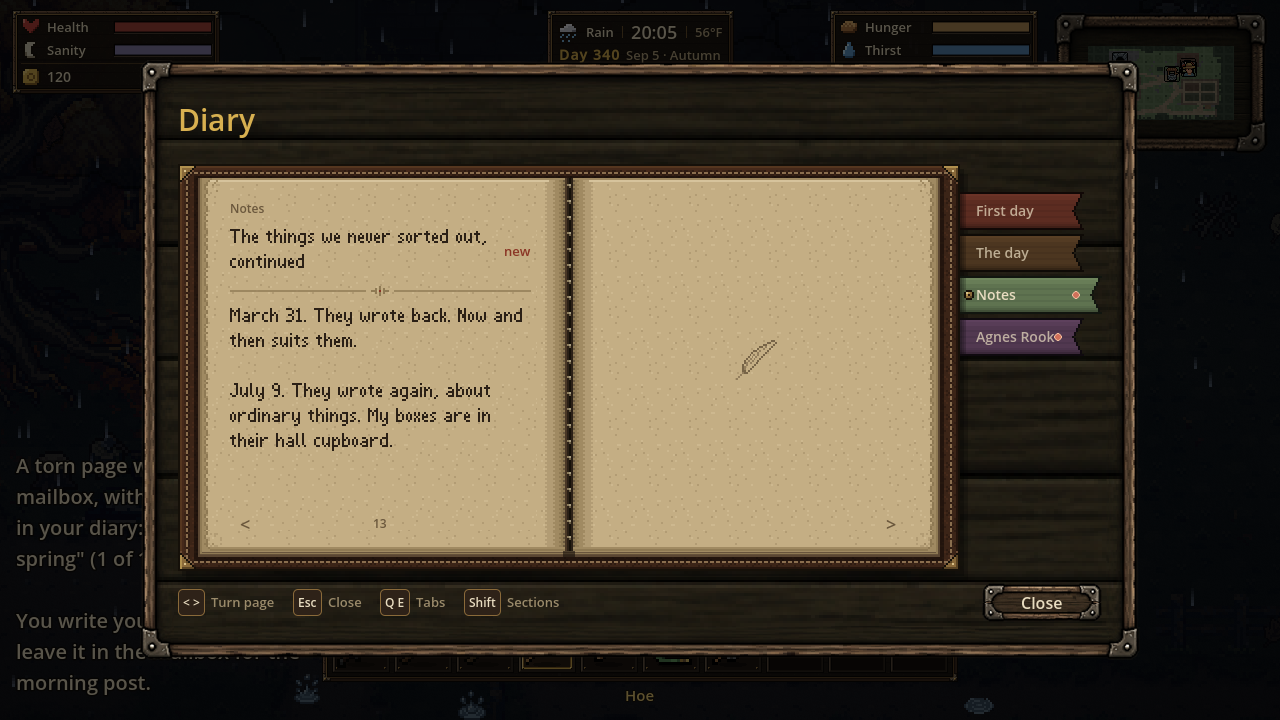 Health
Sanity
120
Rain 20:05 56°F
Day 340 Sep 5 · Autumn
Hunger
Thirst
Diary
Notes
The things we never sorted out,
continued
new
March 31. They wrote back. Now and
then suits them.
July 9. They wrote again, about
ordinary things. My boxes are in
their hall cupboard.
< 13 >
First day
The day
Notes
Agnes Rook
A torn page
mailbox, with
in your diary:
spring" (1 of
You write you
leave it in the
morning post.
< > Turn page Esc Close Q E Tabs Shift Sections
Close
Hoe